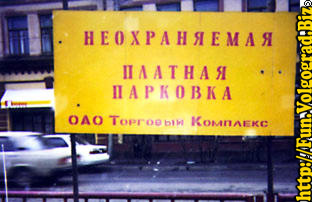 НЕОХРАНЯЕМАЯ
ПЛАТНАЯ
ПАРКОВКА
ОАО Торговый Комплекс
http://Fun.Volgograd.Biz®